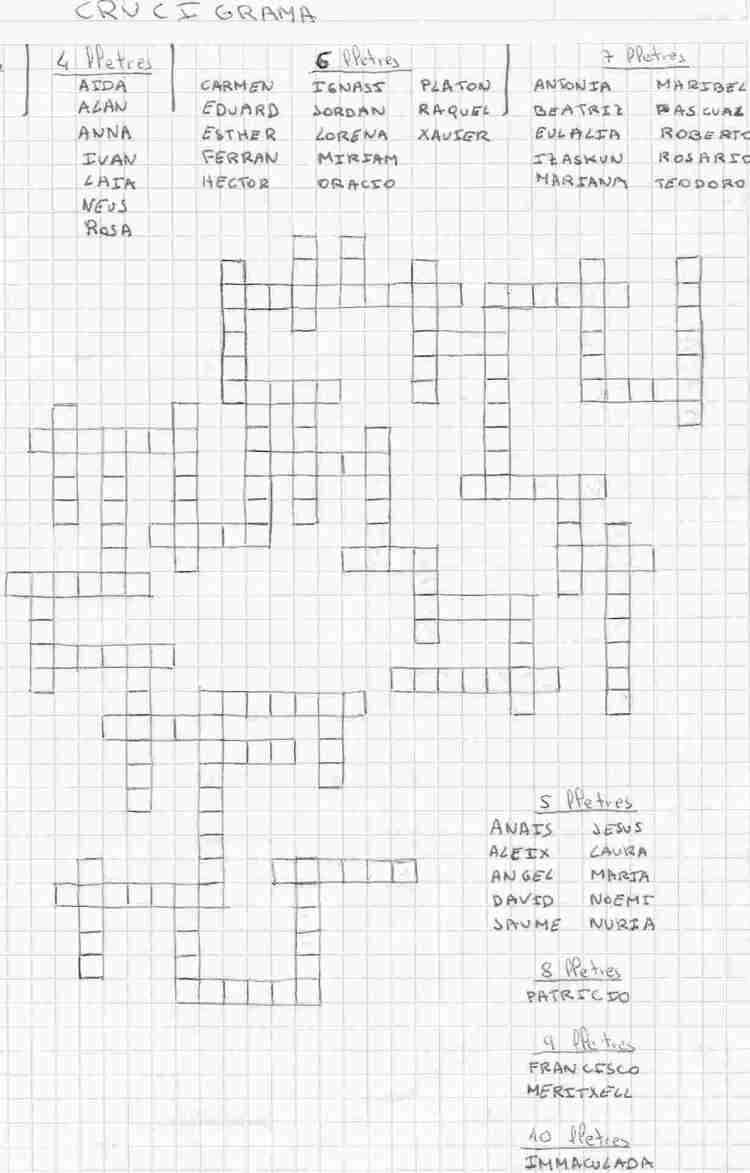 CRUCIGRAMA
4 lletres
AIDA
ALAN
ANNA
IVAN
LAIA
NEUS
ROSA
6 lletres
CARMEN IGNASI PLATON
EDUARD JORDAN RAQUEL
ESTHER LORENA XAVIER
FERRAN MIRIAM
HECTOR ORACIO
7 lletres
ANTONIA MARIBEL
BEATRIZ PASCUAL
EULALIA ROBERTO
IZASKUN ROSARIO
MARIANA TEODORO
5 lletres
ANAIS JESUS
ALEIX LAURA
ANGEL MARIA
DAVID NOEMI
JAUME NURIA
8 lletres
PATRICIO
9 lletres
FRANCISCO
MERITXELL
10 lletres
IMMACULADA